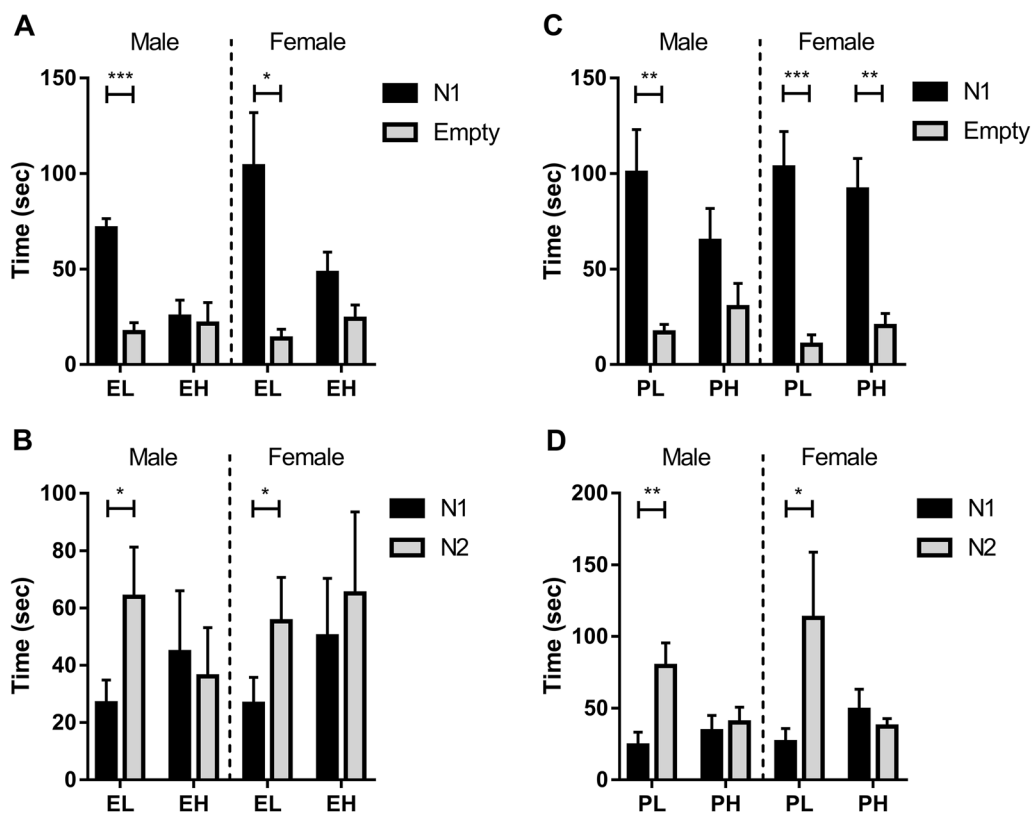 A
Male Female
*** *
N1
Empty
Time (sec)
150
100
50
0
EL EH EL EH
C
Male Female
** *** **
N1
Empty
Time (sec)
150
100
50
0
PL PH PL PH
B
Male Female
* *
N1
N2
Time (sec)
100
80
60
40
20
0
EL EH EL EH
D
Male Female
** *
N1
N2
Time (sec)
200
150
100
50
0
PL PH PL PH